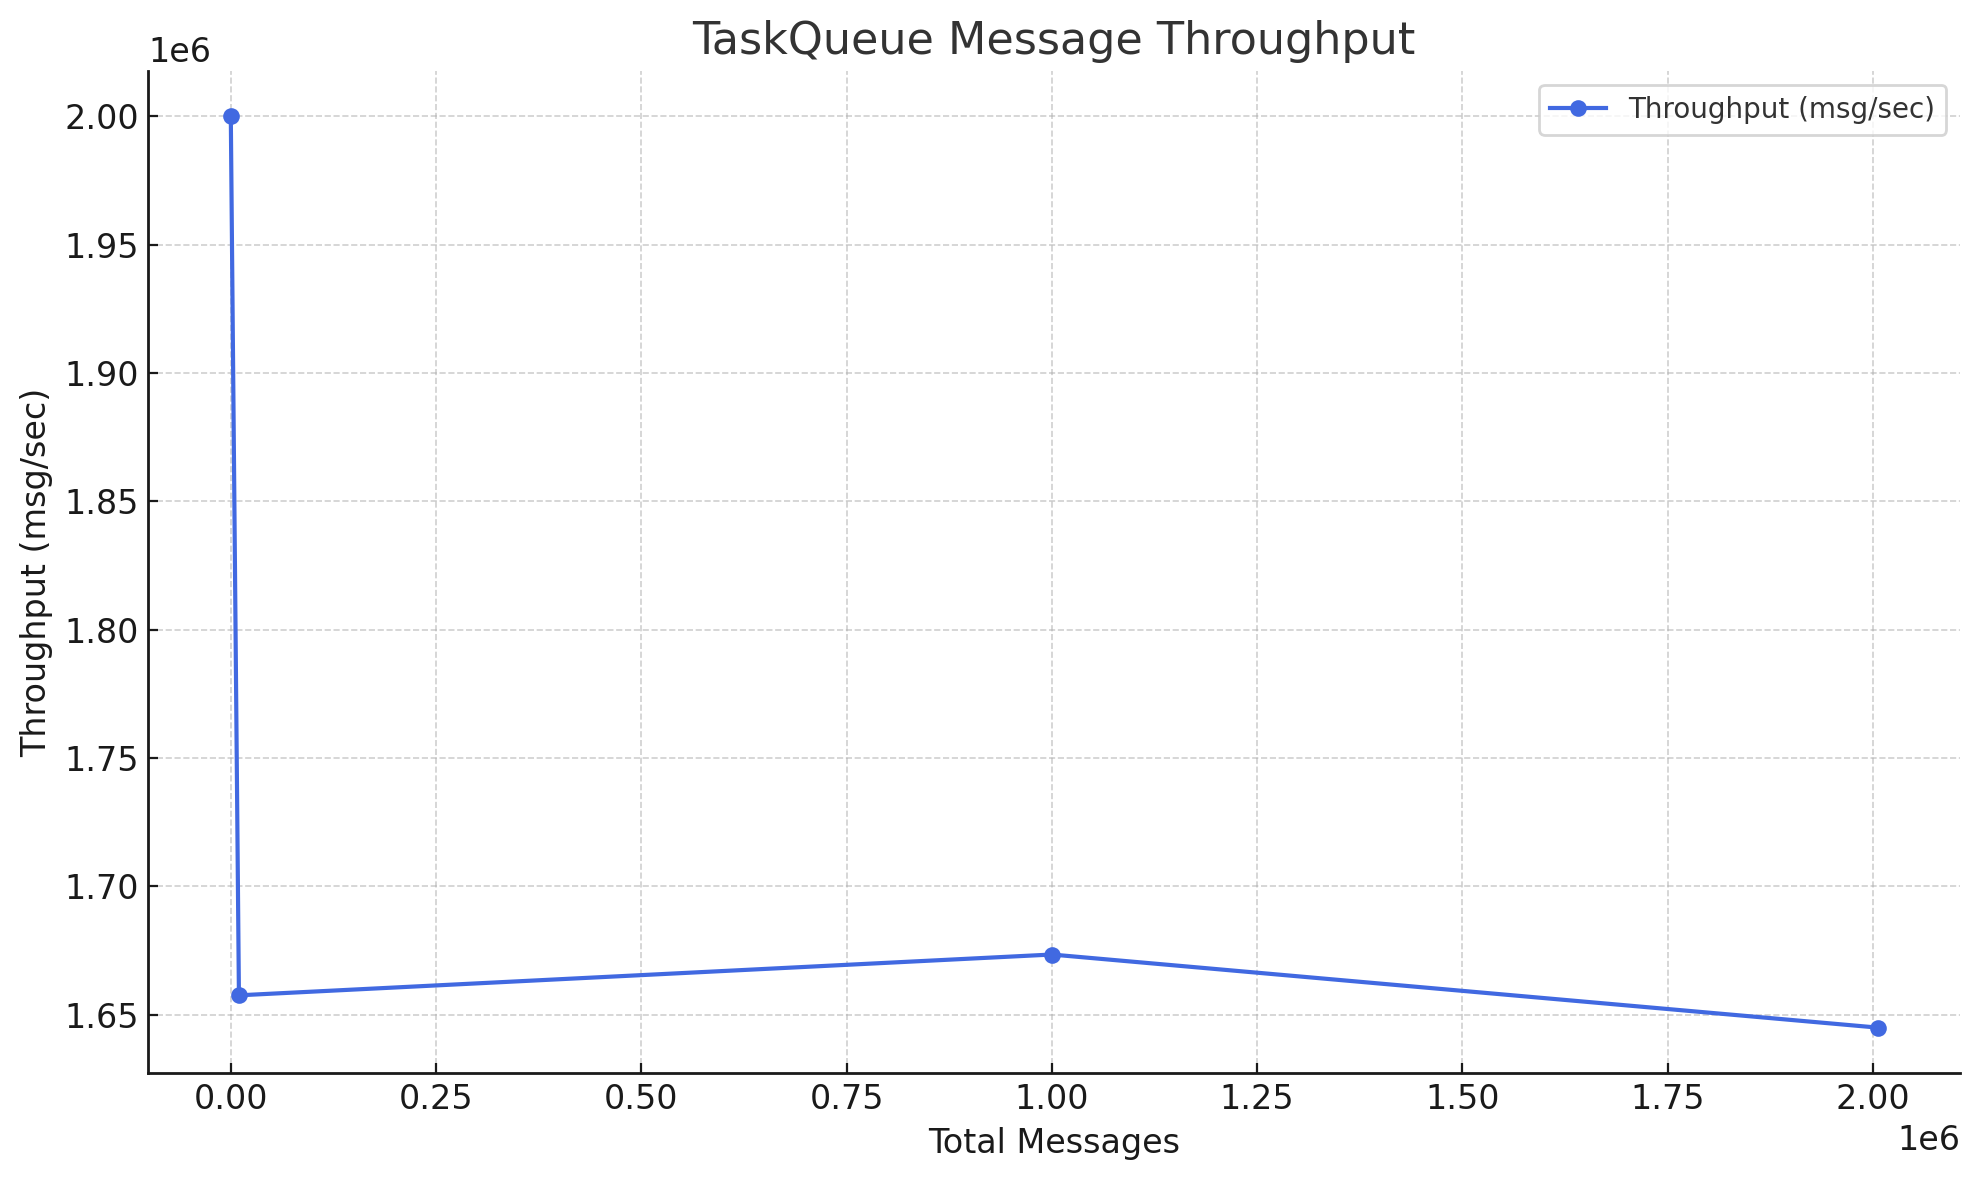 TaskQueue Message Throughput
1e6
Throughput (msg/sec)
2.00
1.95
1.90
1.85
1.80
1.75
1.70
1.65
Throughput (msg/sec)
0.00 0.25 0.50 0.75 1.00 1.25 1.50 1.75 2.00
Total Messages
1e6